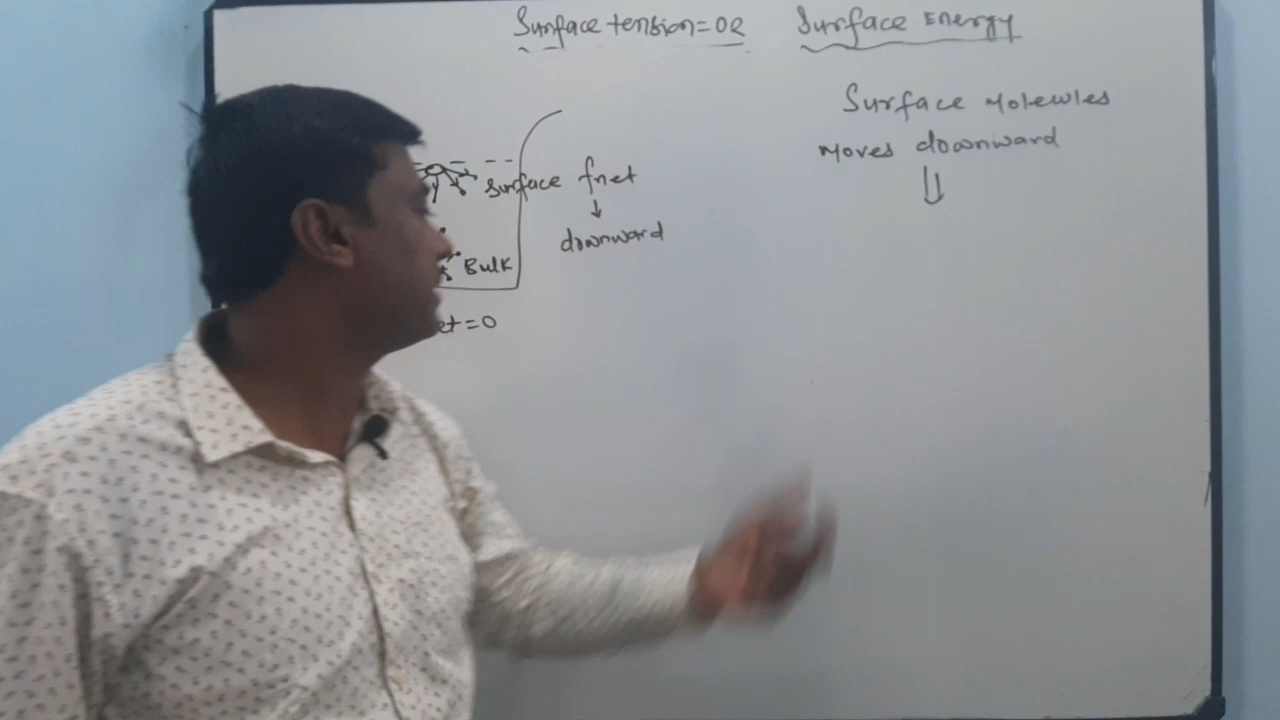 Surface tension = OR Surface Energy
Surface Molecules
Moves downward
Surface fnet
downward
Bulk
et = 0